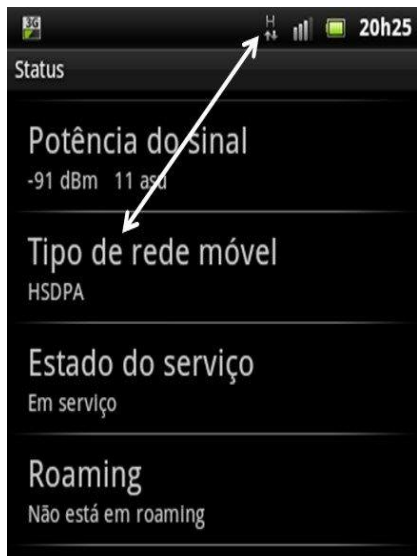 3G H 20h25
Status
Potência do sinal
-91 dBm 11 asu
Tipo de rede móvel
HSDPA
Estado do serviço
Em serviço
Roaming
Não está em roaming